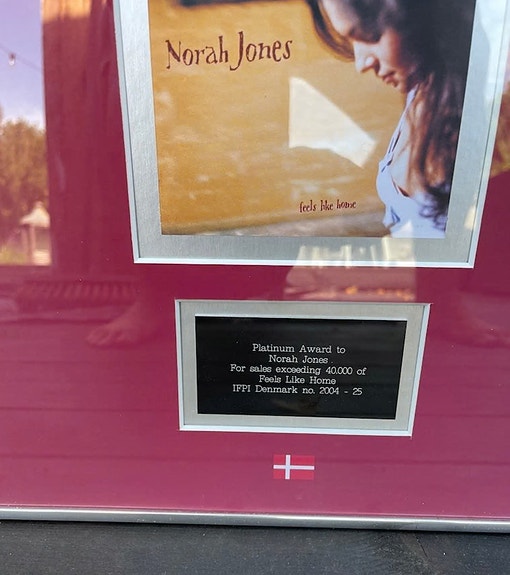 Norah Jones
feels like home
Platinum Award to
Norah Jones
For sales exceeding 40.000 of
Feels Like Home
IFPI Denmark no. 2004 - 25